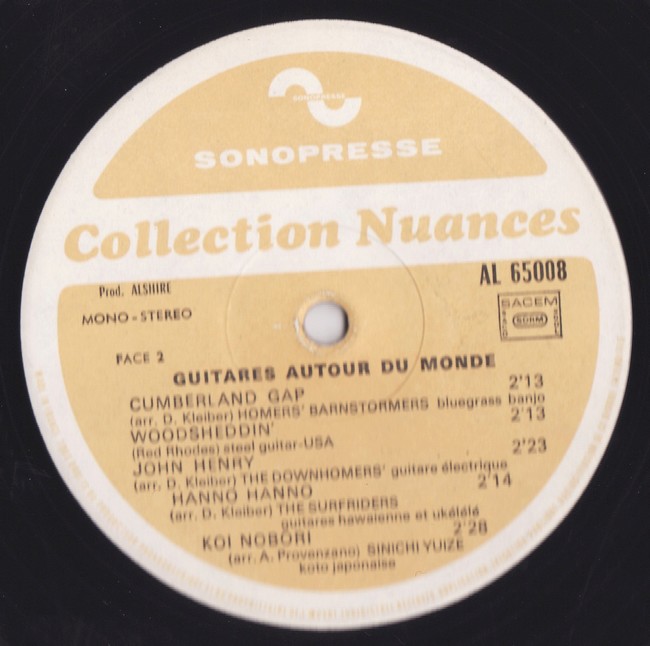 SONOPRESSE
SONOPRESSE
Collection Nuances
AL 65008
Prod. ALSHIRE
MONO-STEREO
SACEM
SDRM
FACE 2
GUITARES AUTOUR DU MONDE
CUMBERLAND GAP 2'13
(arr. D. Kleiber) HOMERS' BARNSTORMERS bluegrass banjo
WOODSHEDDIN' 2'13
(Red Rhodes) steel guitar-USA
JOHN HENRY 2'23
(arr. D. Kleiber) THE DOWNHOMERS' guitare électrique
HANNO HANNO 2'14
(arr. D. Kleiber) THE SURFRIDERS
guitares hawaienne et ukélélé
KOI NOBORI 2'28
(arr. A. Provenzano) SINICHI YUIZE
koto japonaise